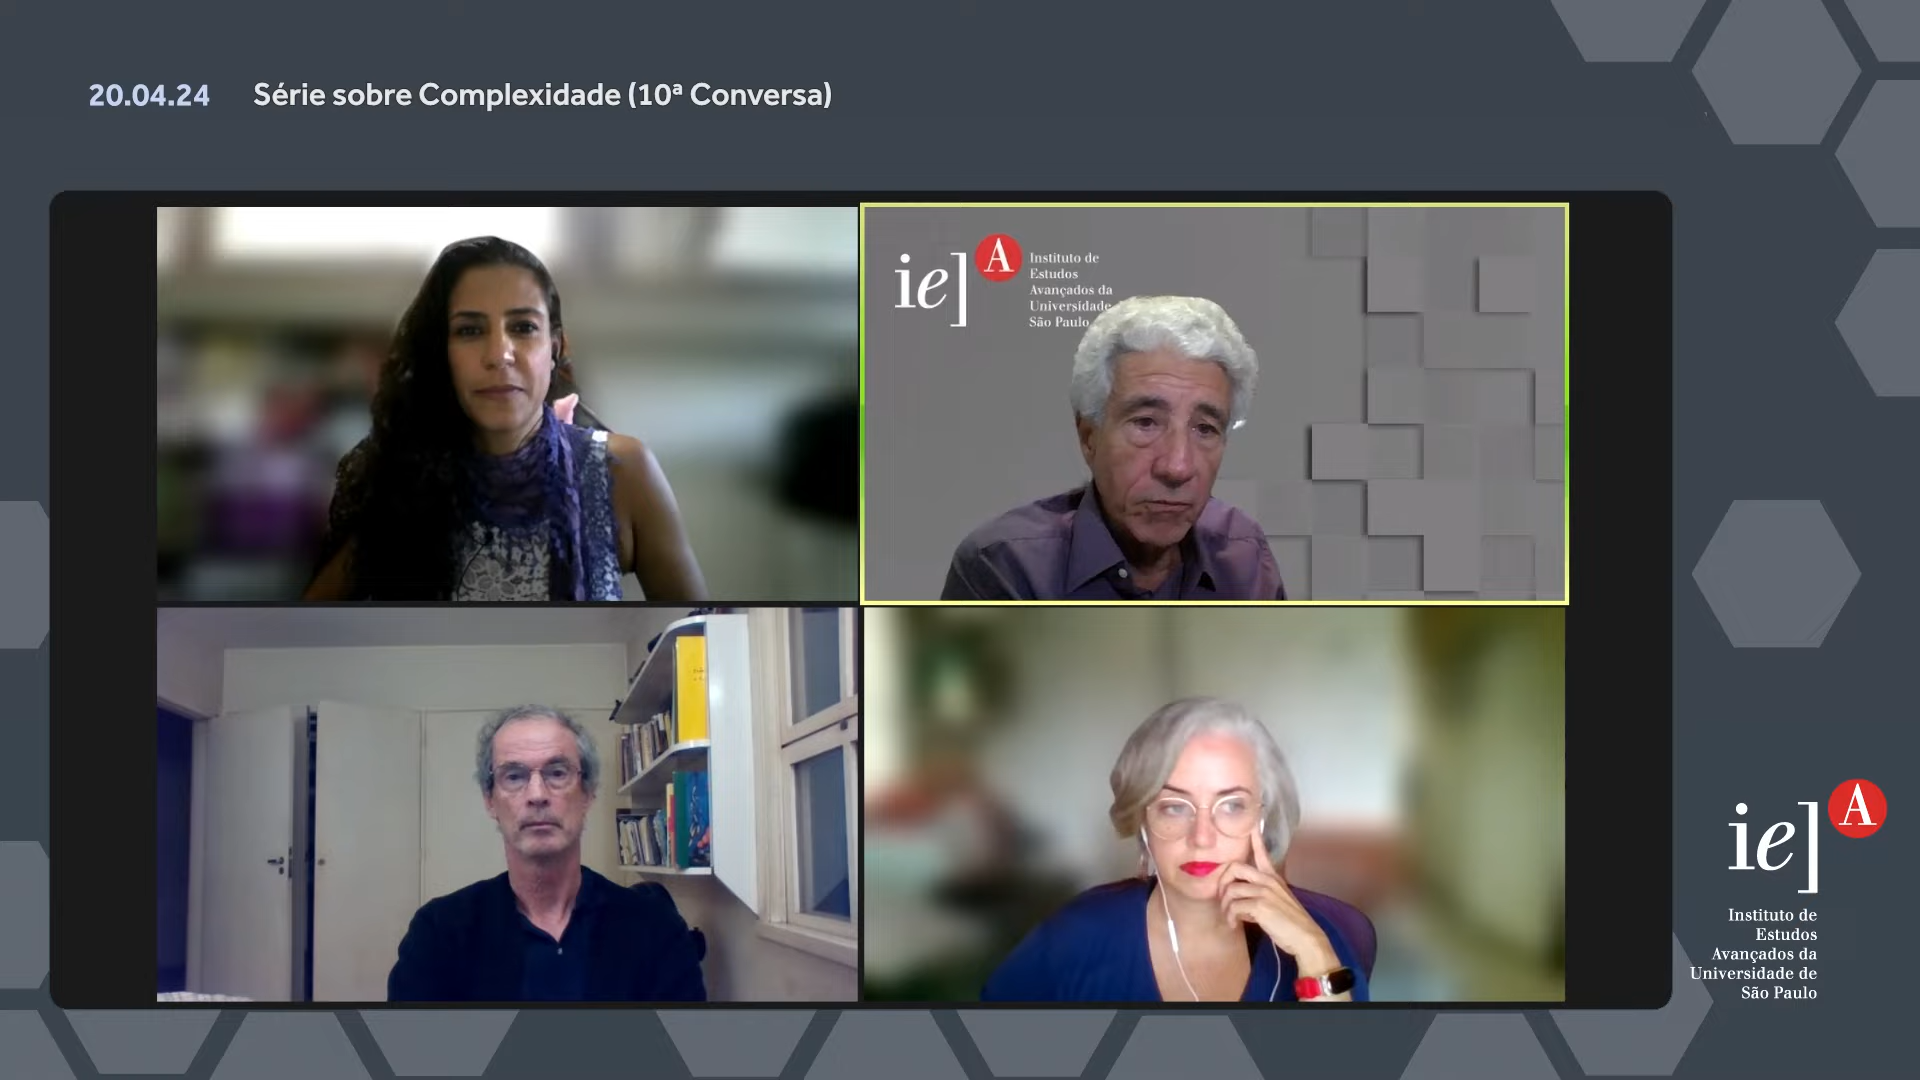 20.04.24 Série sobre Complexidade (10ª Conversa)
ie] A
Instituto de
Estudos
Avançados da
Universidade
São Paulo
ie] A
Instituto de
Estudos
Avançados da
Universidade de
São Paulo